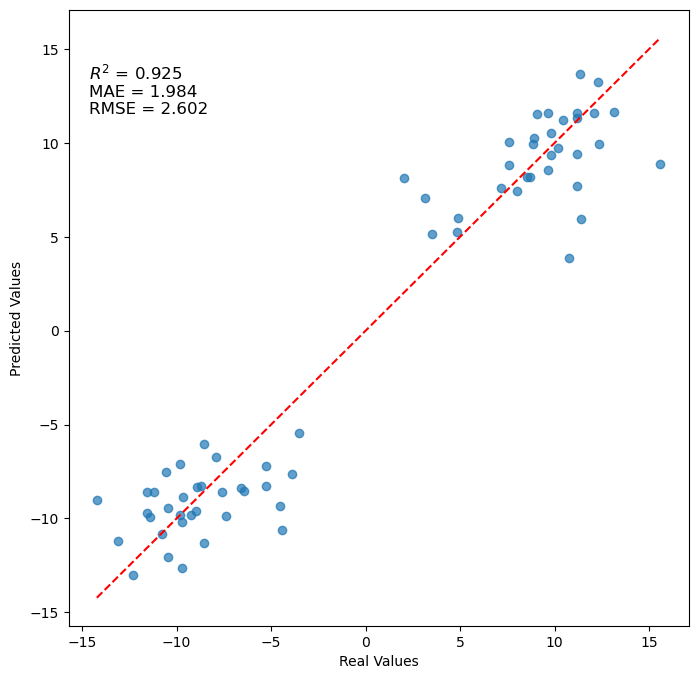 R² = 0.925
MAE = 1.984
RMSE = 2.602
15
10
5
0
−5
−10
−15
Predicted Values
−15 −10 −5 0 5 10 15
Real Values